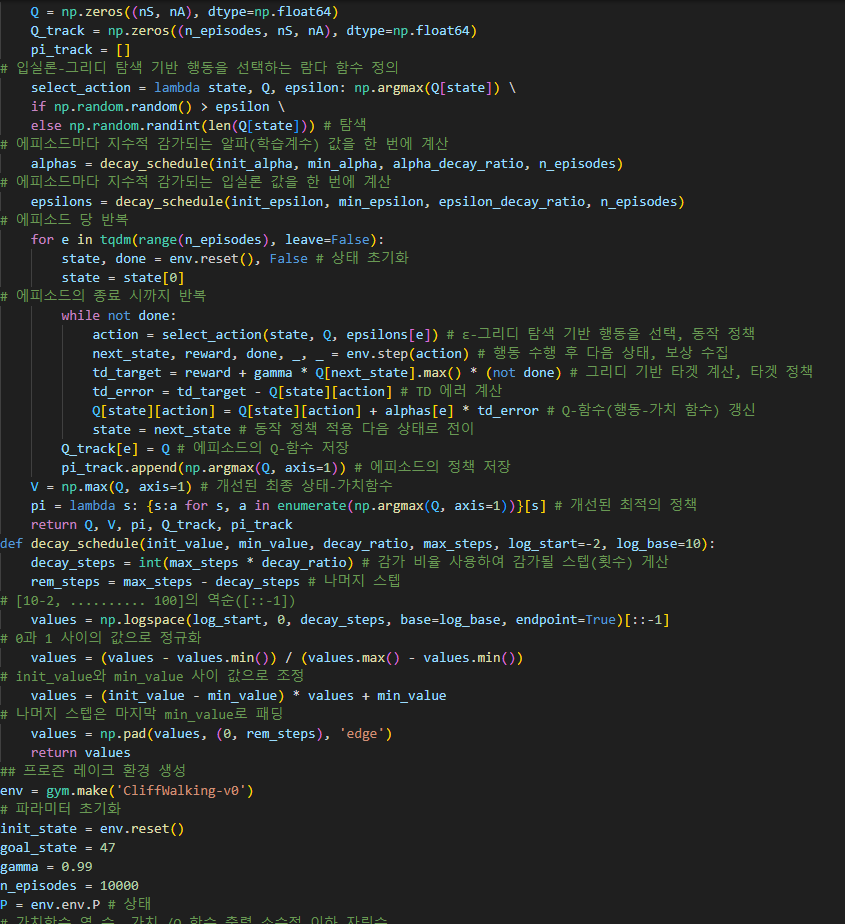 Q = np.zeros((nS, nA), dtype=np.float64)
Q_track = np.zeros((n_episodes, nS, nA), dtype=np.float64)
pi_track = []
# 입실론-그리디 탐색 기반 행동을 선택하는 람다 함수 정의
select_action = lambda state, Q, epsilon: np.argmax(Q[state]) \
if np.random.random() > epsilon \
else np.random.randint(len(Q[state])) # 탐색
# 에피소드마다 지수적 감가되는 알파(학습계수) 값을 한 번에 계산
alphas = decay_schedule(init_alpha, min_alpha, alpha_decay_ratio, n_episodes)
# 에피소드마다 지수적 감가되는 입실론 값을 한 번에 계산
epsilons = decay_schedule(init_epsilon, min_epsilon, epsilon_decay_ratio, n_episodes)
# 에피소드 당 반복
for e in tqdm(range(n_episodes), leave=False):
state, done = env.reset(), False # 상태 초기화
state = state[0]
# 에피소드의 종료 시까지 반복
while not done:
action = select_action(state, Q, epsilons[e]) # ε-그리디 탐색 기반 행동을 선택, 동작 정책
next_state, reward, done, _, _ = env.step(action) # 행동 수행 후 다음 상태, 보상 수집
td_target = reward + gamma * Q[next_state].max() * (not done) # 그리디 기반 타겟 계산, 타겟 정책
td_error = td_target - Q[state][action] # TD 에러 계산
Q[state][action] = Q[state][action] + alphas[e] * td_error # Q-함수(행동-가치 함수) 갱신
state = next_state # 동작 정책 적용 다음 상태로 전이
Q_track[e] = Q # 에피소드의 Q-함수 저장
pi_track.append(np.argmax(Q, axis=1)) # 에피소드의 정책 저장
V = np.max(Q, axis=1) # 개선된 최종 상태-가치함수
pi = lambda s: {s:a for s, a in enumerate(np.argmax(Q, axis=1))}[s] # 개선된 최적의 정책
return Q, V, pi, Q_track, pi_track
def decay_schedule(init_value, min_value, decay_ratio, max_steps, log_start=-2, log_base=10):
decay_steps = int(max_steps * decay_ratio) # 감가 비율 사용하여 감가될 스텝(횟수) 게산
rem_steps = max_steps - decay_steps # 나머지 스텝
# [10-2, .......... 100]의 역순([::-1])
values = np.logspace(log_start, 0, decay_steps, base=log_base, endpoint=True)[::-1]
# 0과 1 사이의 값으로 정규화
values = (values - values.min()) / (values.max() - values.min())
# init_value와 min_value 사이 값으로 조정
values = (init_value - min_value) * values + min_value
# 나머지 스텝은 마지막 min_value로 패딩
values = np.pad(values, (0, rem_steps), 'edge')
return values
## 프로즌 레이크 환경 생성
env = gym.make('CliffWalking-v0')
# 파라미터 초기화
init_state = env.reset()
goal_state = 47
gamma = 0.99
n_episodes = 10000
P = env.env.P # 상태